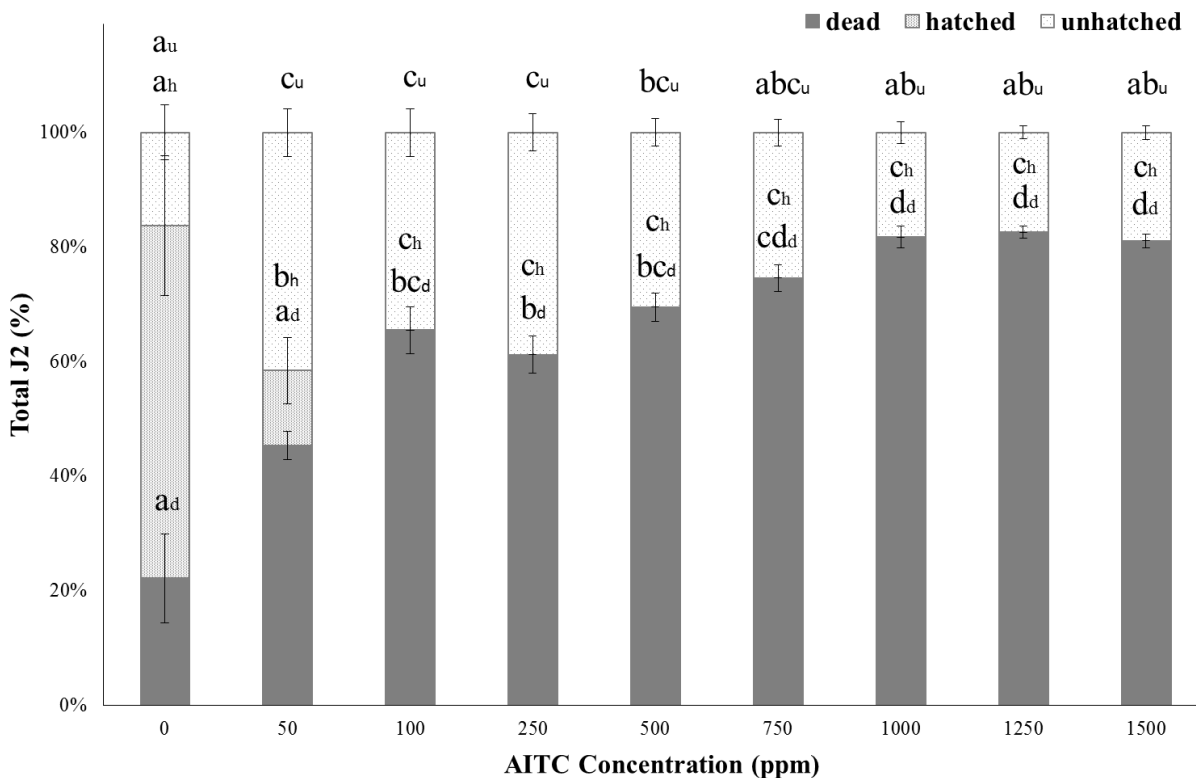 dead hatched unhatched
au
ah
cu
cu
cu
bcu
abcu
abu
abu
abu
100%
80%
60%
40%
20%
0%
Total J2 (%)
ad
bh
ad
ch
bcd
ch
bd
ch
bcd
ch
cdd
ch
dd
ch
dd
ch
dd
0 50 100 250 500 750 1000 1250 1500
AITC Concentration (ppm)